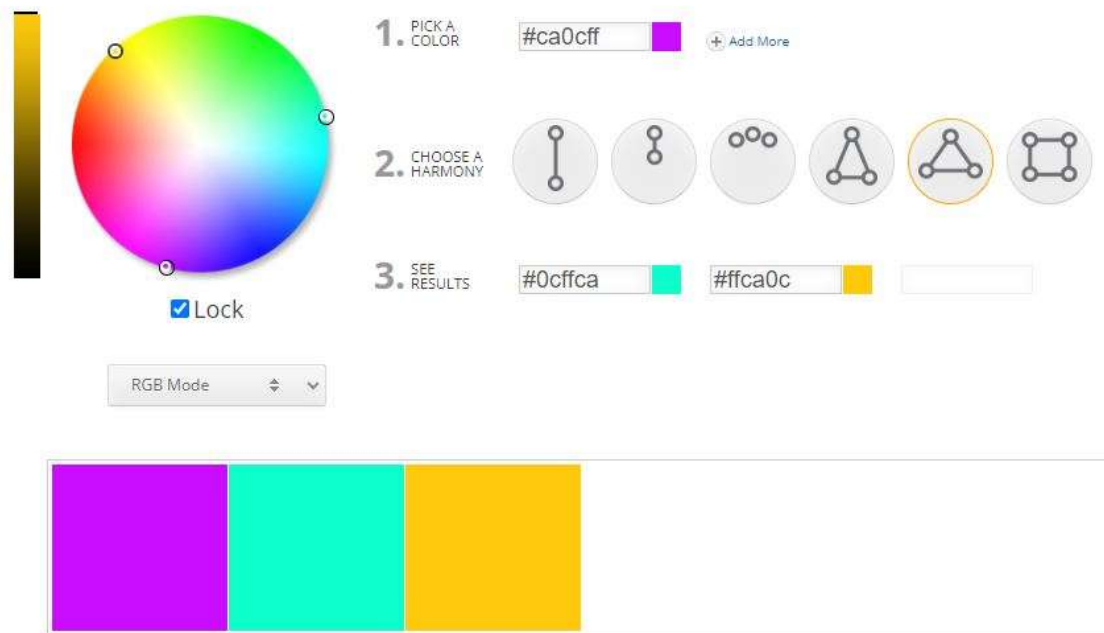 1. PICK A COLOR
#ca0cff
+ Add More
2. CHOOSE A HARMONY
3. SEE RESULTS
#0cffca
#ffca0c
Lock
RGB Mode